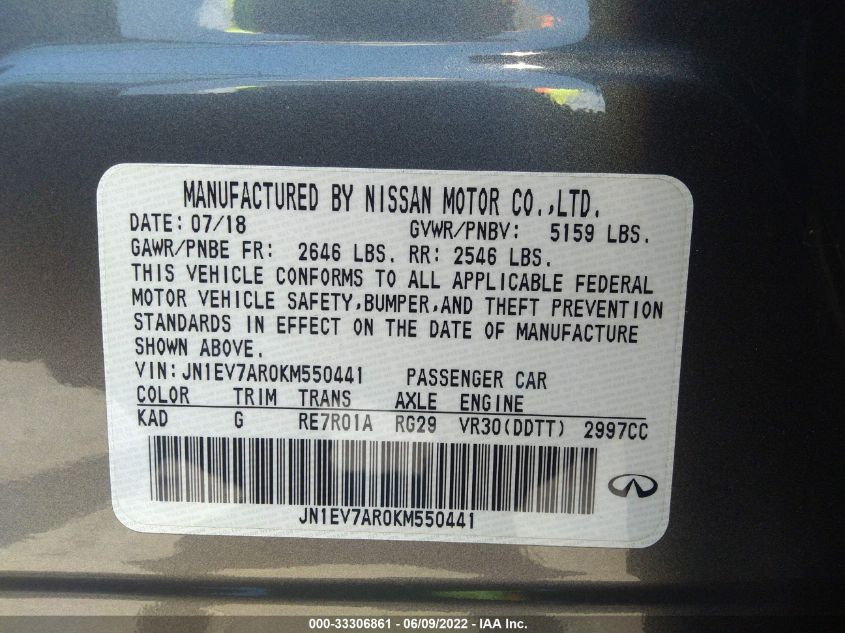 MANUFACTURED BY NISSAN MOTOR CO.,LTD.
DATE: 07/18 GVWR/PNBV: 5159 LBS.
GAWR/PNBE FR: 2646 LBS. RR: 2546 LBS.
THIS VEHICLE CONFORMS TO ALL APPLICABLE FEDERAL
MOTOR VEHICLE SAFETY,BUMPER,AND THEFT PREVENTION
STANDARDS IN EFFECT ON THE DATE OF MANUFACTURE
SHOWN ABOVE.
VIN:JN1EV7AR0KM550441 PASSENGER CAR
COLOR TRIM TRANS AXLE ENGINE
KAD G RE7R01A RG29 VR30(DDTT) 2997CC
JN1EV7AR0KM550441
000-33306861 - 06/09/2022 - IAA Inc.